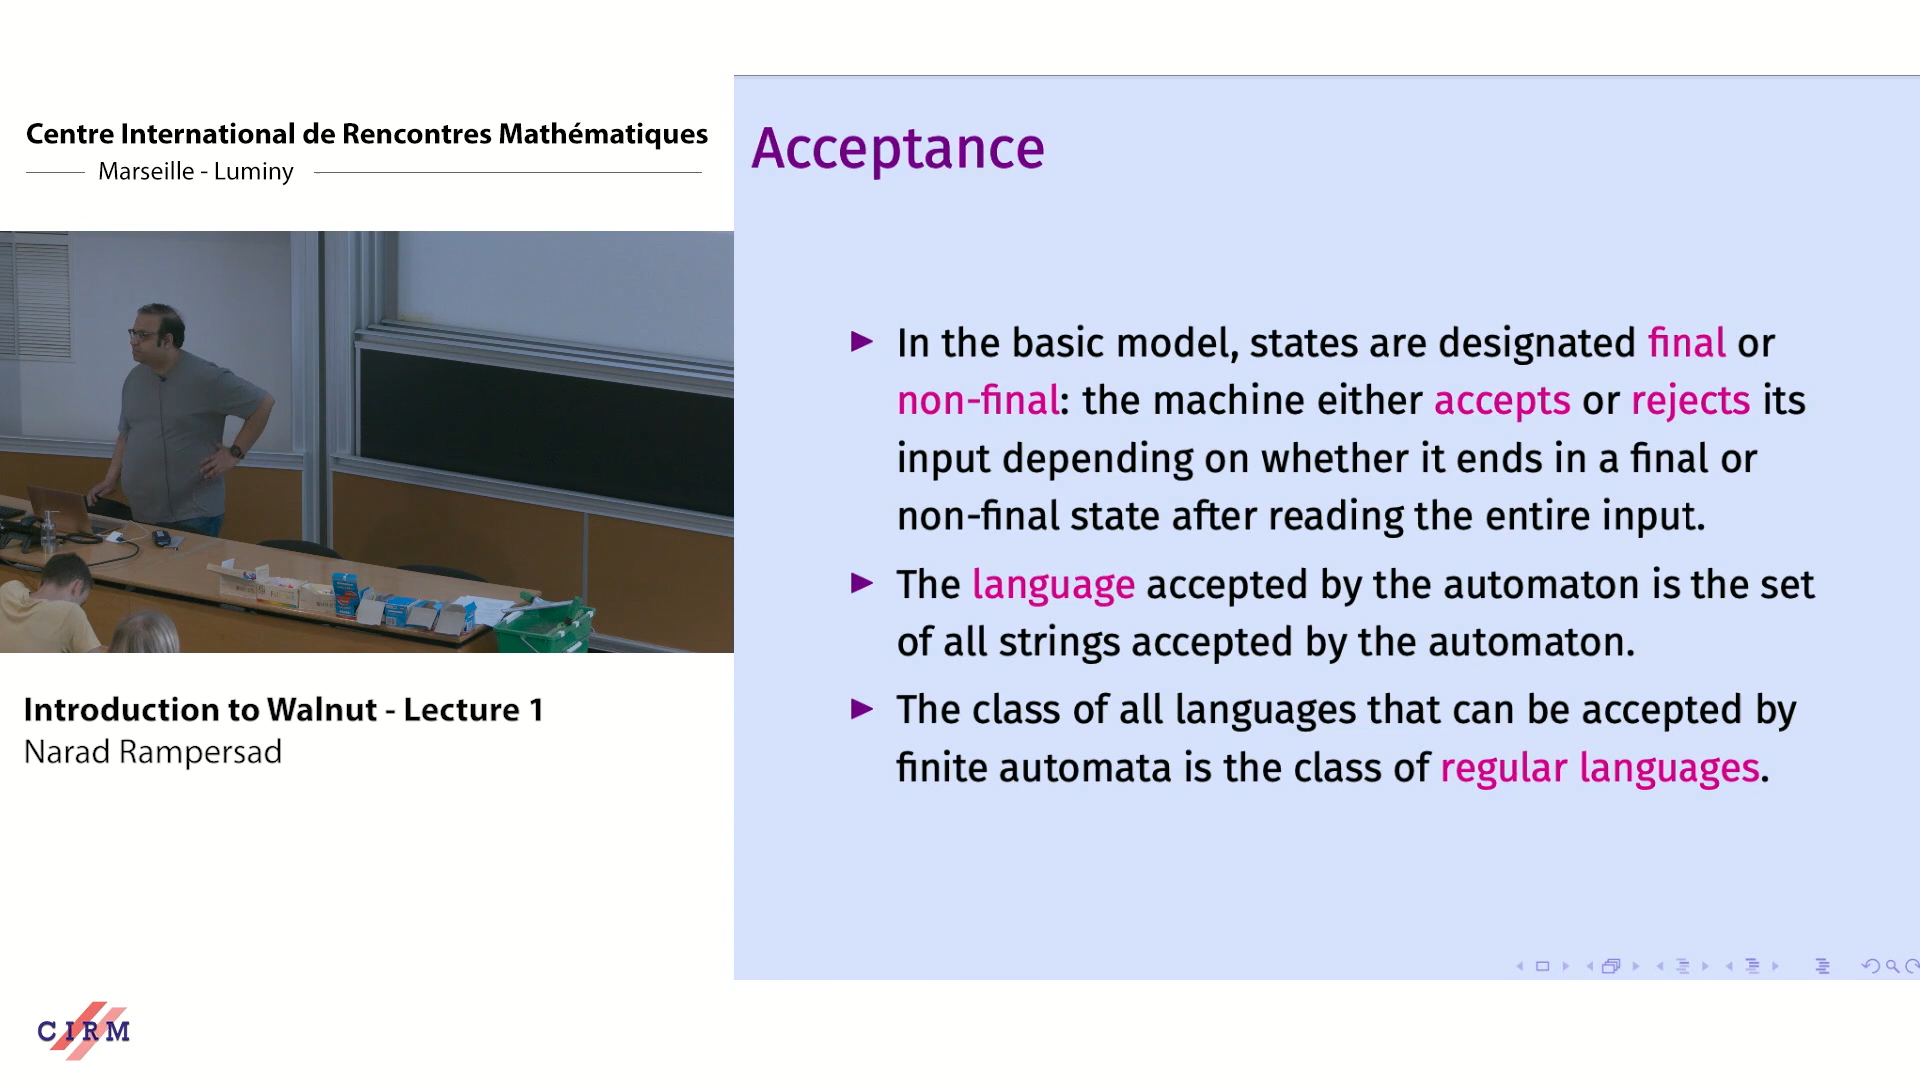 Centre International de Rencontres Mathématiques
Marseille - Luminy
Introduction to Walnut - Lecture 1
Narad Rampersad
CIRM
Acceptance
In the basic model, states are designated final or
non-final: the machine either accepts or rejects its
input depending on whether it ends in a final or
non-final state after reading the entire input.
The language accepted by the automaton is the set
of all strings accepted by the automaton.
The class of all languages that can be accepted by
finite automata is the class of regular languages.